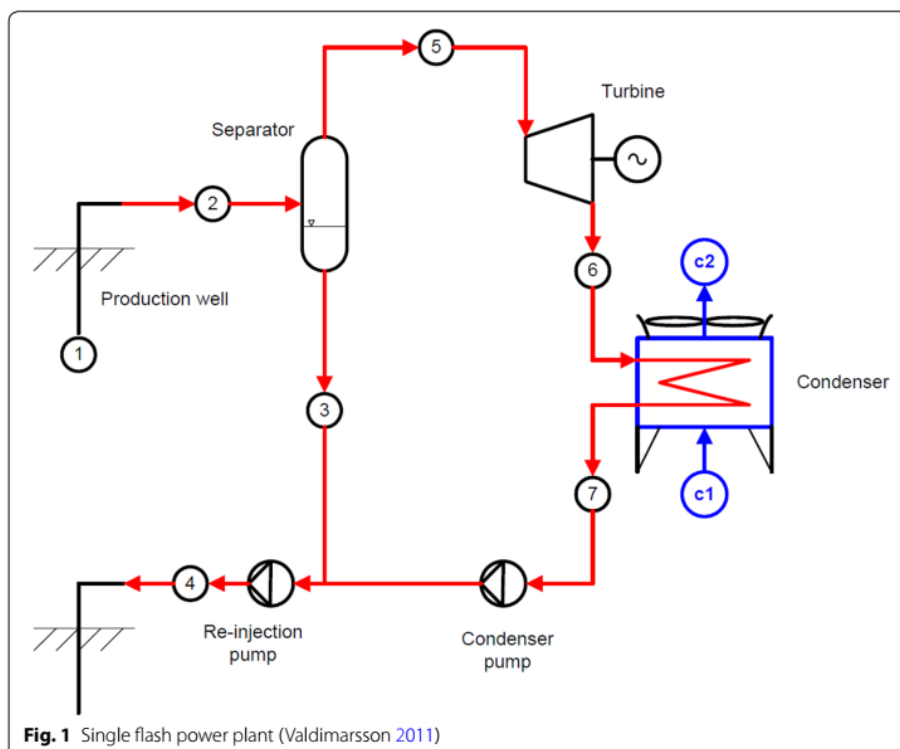 5
Turbine
Separator
~
2
c2
6
Production well
1
Condenser
3
7
c1
4
Re-injection
pump
Condenser
pump
Fig. 1 Single flash power plant (Valdimarsson 2011)